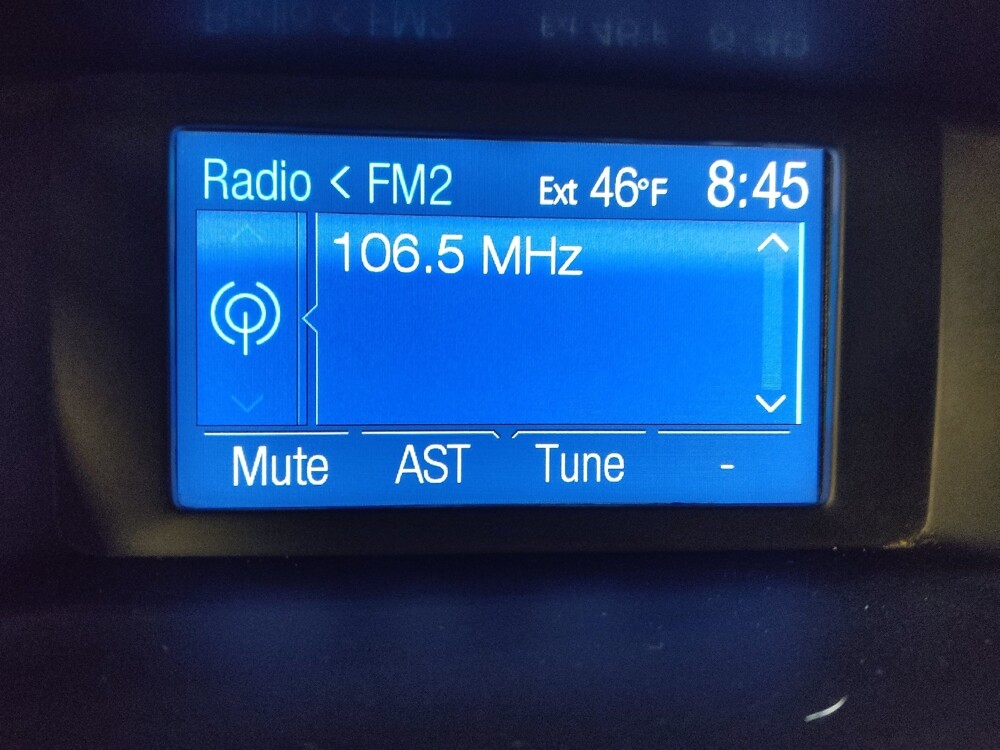 Radio < FM2 Ext 46°F 8:45
106.5 MHz
Mute AST Tune -